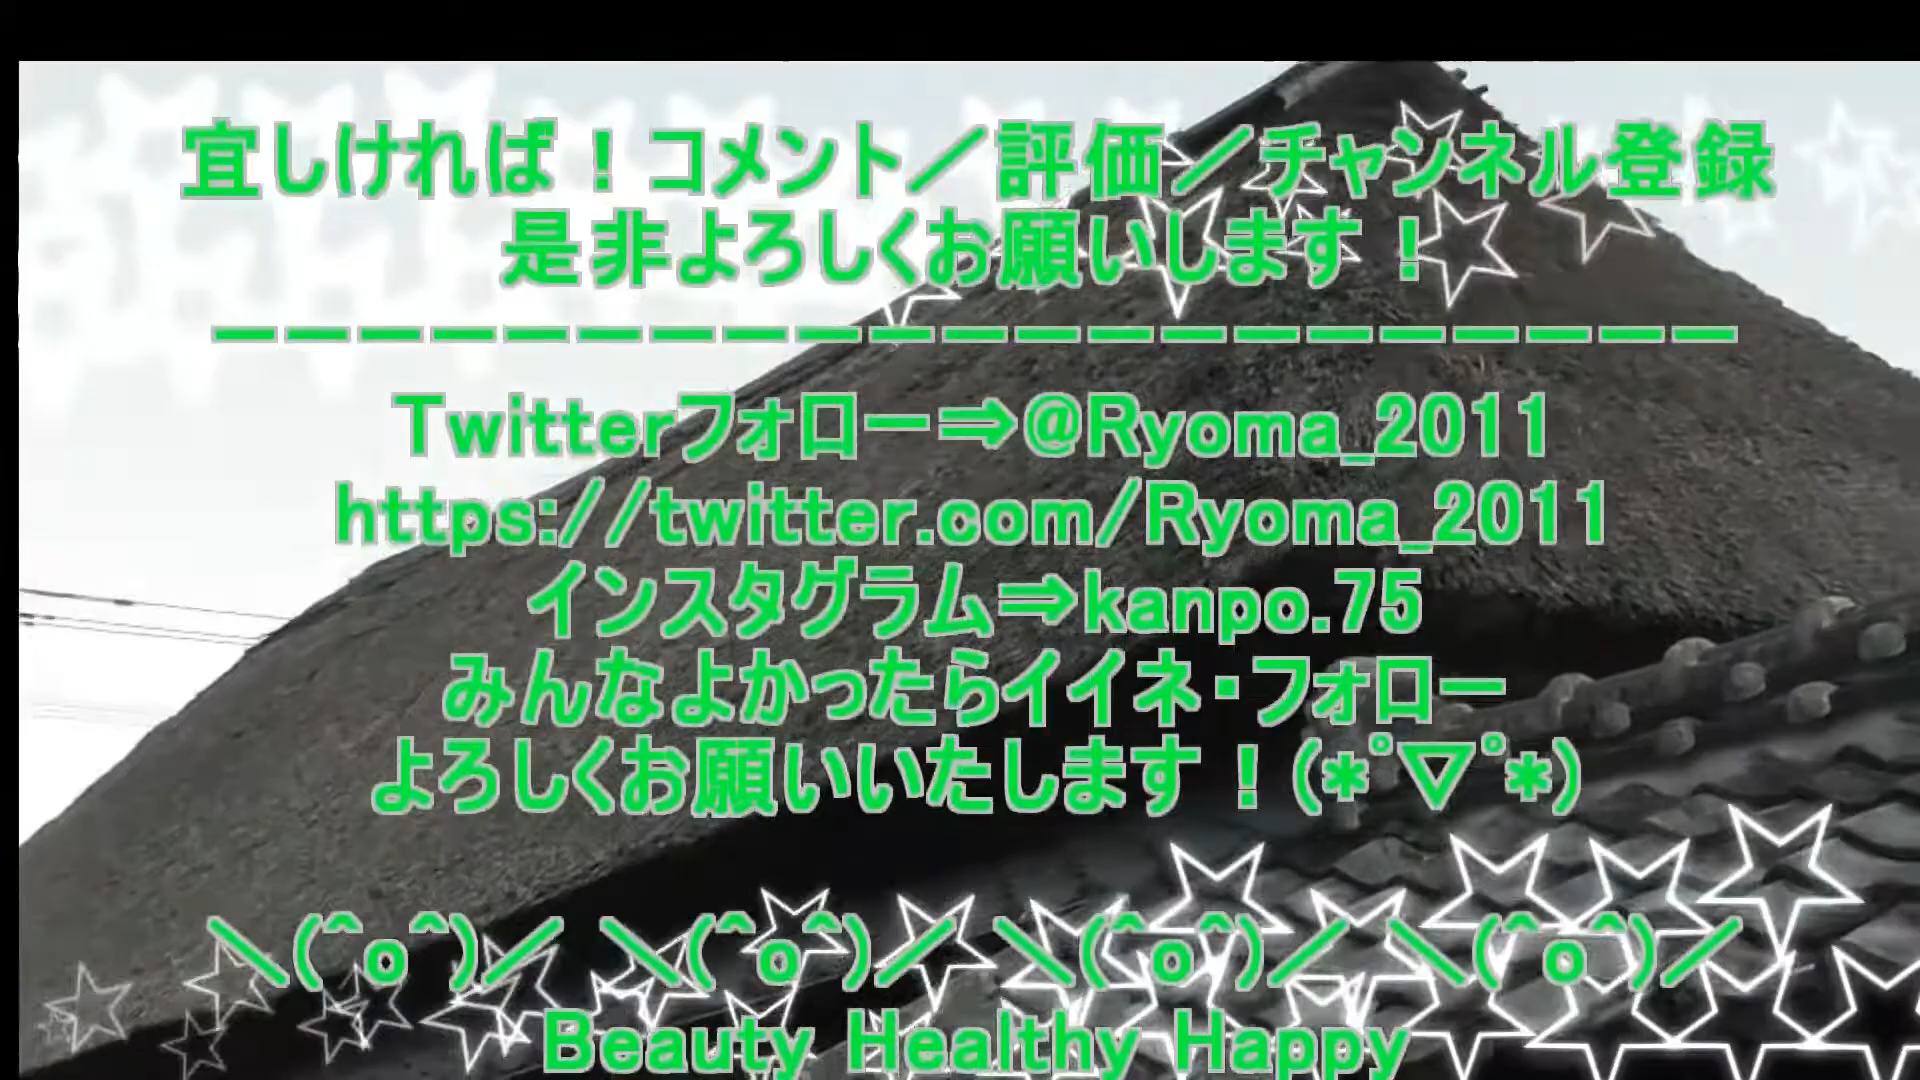 宜しければ！コメント／評価／チャンネル登録
是非よろしくお願いします！
ーーーーーーーーーーーーーーーーーーーーー
Twitterフォロー⇒@Ryoma_2011
https://twitter.com/Ryoma_2011
インスタグラム⇒kanpo.75
みんなよかったらイイネ・フォロー
よろしくお願いいたします！(*ﾟ▽ﾟ*)
＼(^o^)／ ＼(^o^)／ ＼(^o^)／ ＼(^o^)／
Beauty Healthy Happy